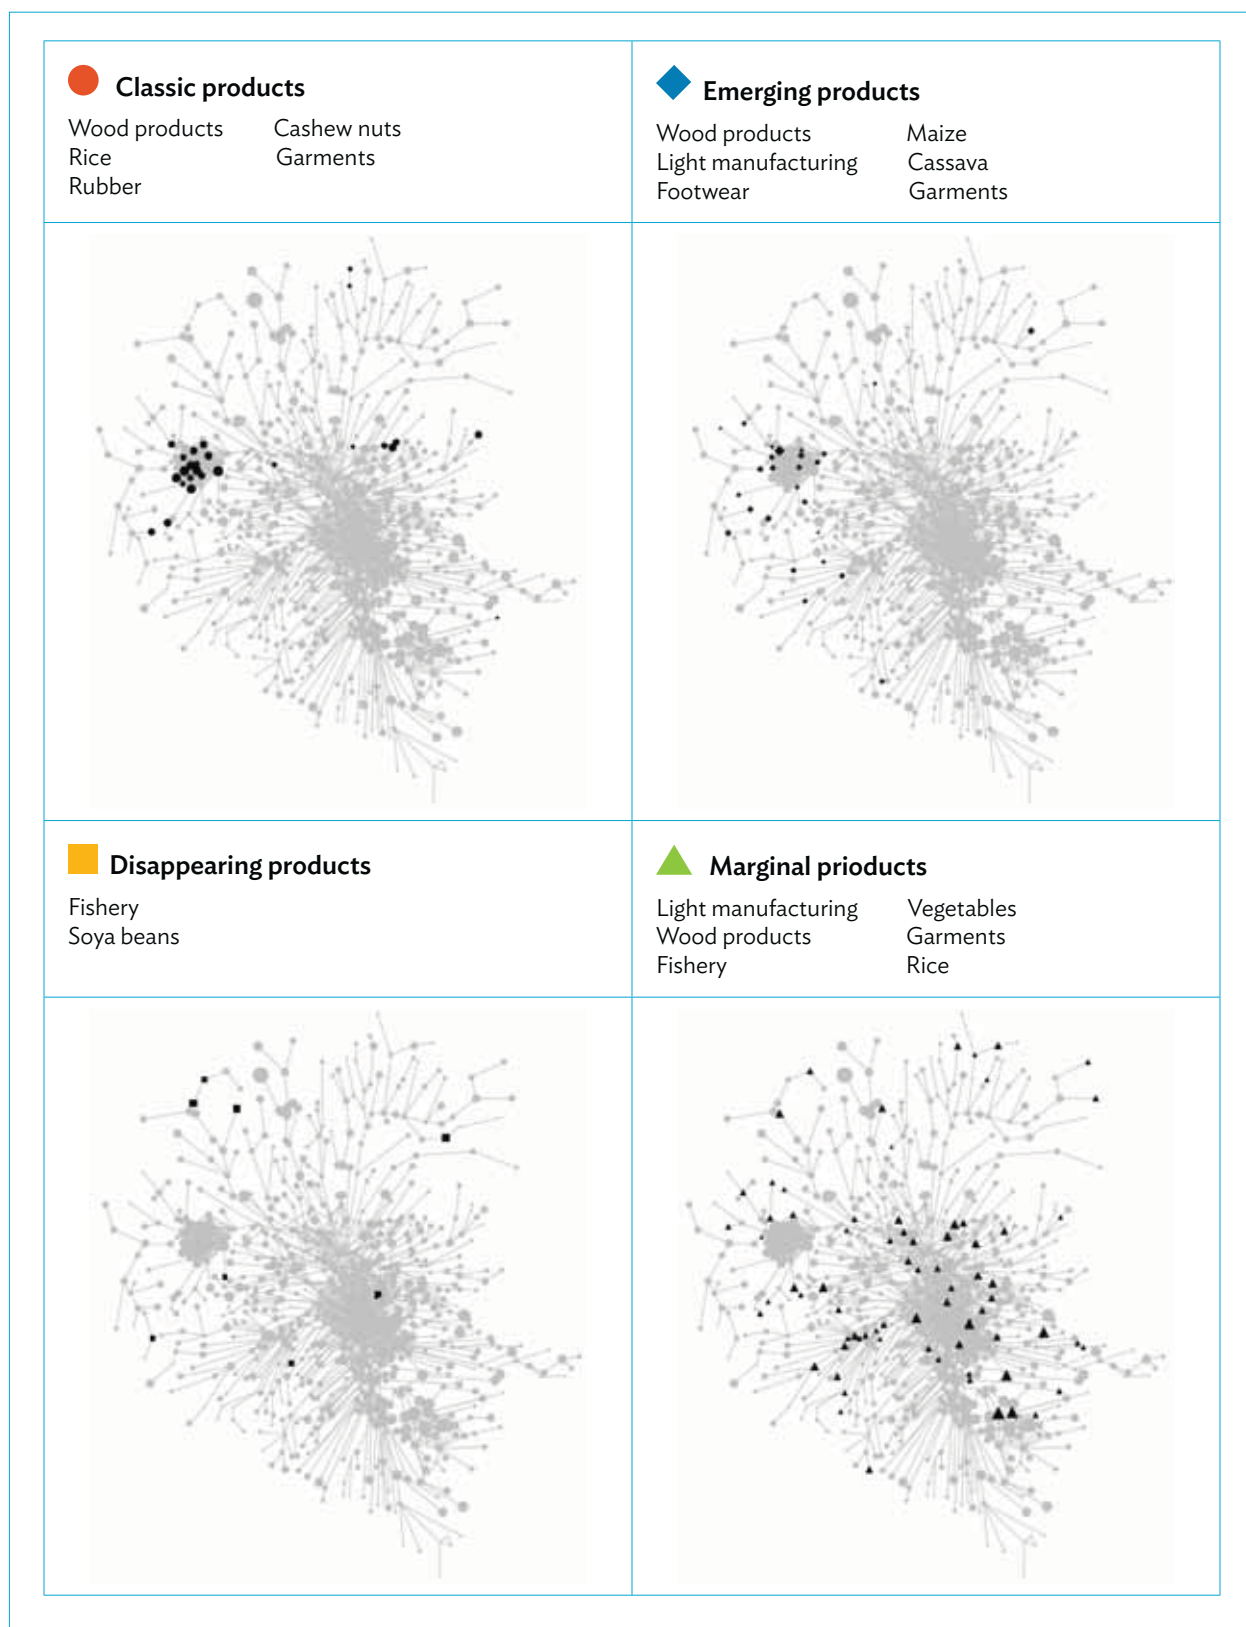 Classic products
Wood products Cashew nuts
Rice Garments
Rubber
Emerging products
Wood products Maize
Light manufacturing Cassava
Footwear Garments
Disappearing products
Fishery
Soya beans
Marginal prioducts
Light manufacturing Vegetables
Wood products Garments
Fishery Rice